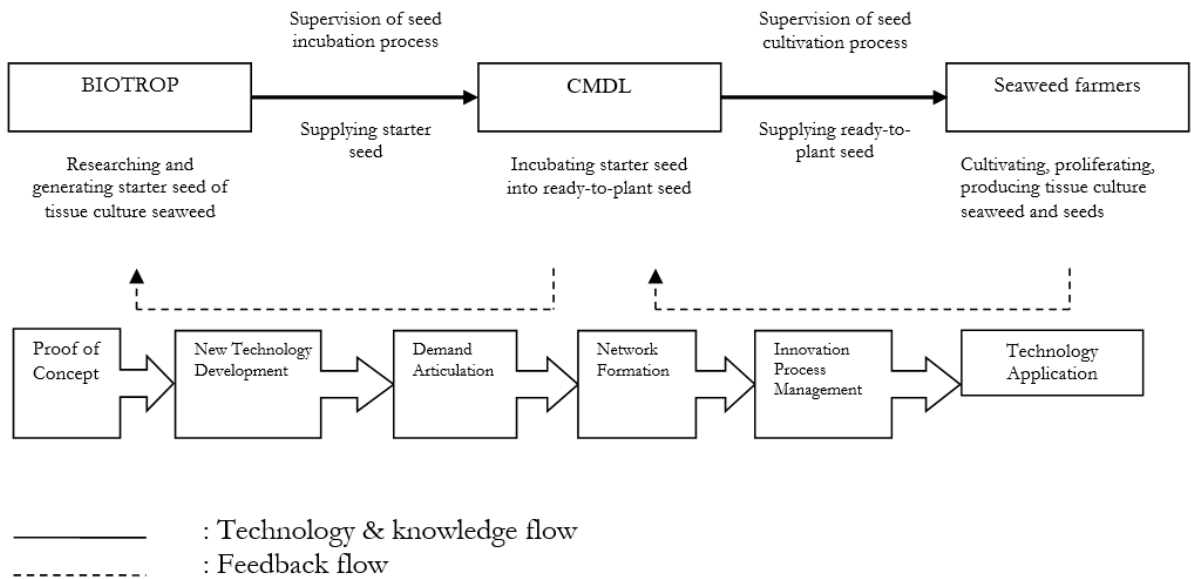 Supervision of seed
incubation process
Supervision of seed
cultivation process
BIOTROP
CMDL
Seaweed farmers
Supplying starter
seed
Supplying ready-to-
plant seed
Researching and
generating starter seed of
tissue culture seaweed
Incubating starter seed
into ready-to-plant seed
Cultivating, proliferating,
producing tissue culture
seaweed and seeds
Proof of
Concept
New Technology
Development
Demand
Articulation
Network
Formation
Innovation
Process
Management
Technology
Application
: Technology & knowledge flow
: Feedback flow